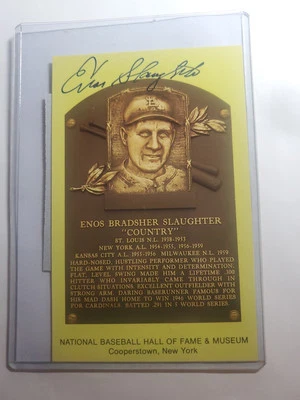 Enos Slaughter
ENOS BRADSHER SLAUGHTER
"COUNTRY"
ST. LOUIS N.L. 1938-1953
NEW YORK A.L. 1954-1955, 1956-1959
KANSAS CITY A.L. 1955-1956 MILWAUKEE N.L. 1959
HARD-NOSED, HUSTLING PERFORMER WHO PLAYED
THE GAME WITH INTENSITY AND DETERMINATION.
FLAT, LEVEL SWING MADE HIM A LIFETIME .300
HITTER WHO INVARIABLY CAME THROUGH IN
CLUTCH SITUATIONS. EXCELLENT OUTFIELDER WITH
STRONG ARM. DARING BASERUNNER FAMOUS FOR
HIS MAD DASH HOME TO WIN 1946 WORLD SERIES
FOR CARDINALS. BATTED .291 IN 5 WORLD SERIES.
NATIONAL BASEBALL HALL OF FAME & MUSEUM
Cooperstown, New York